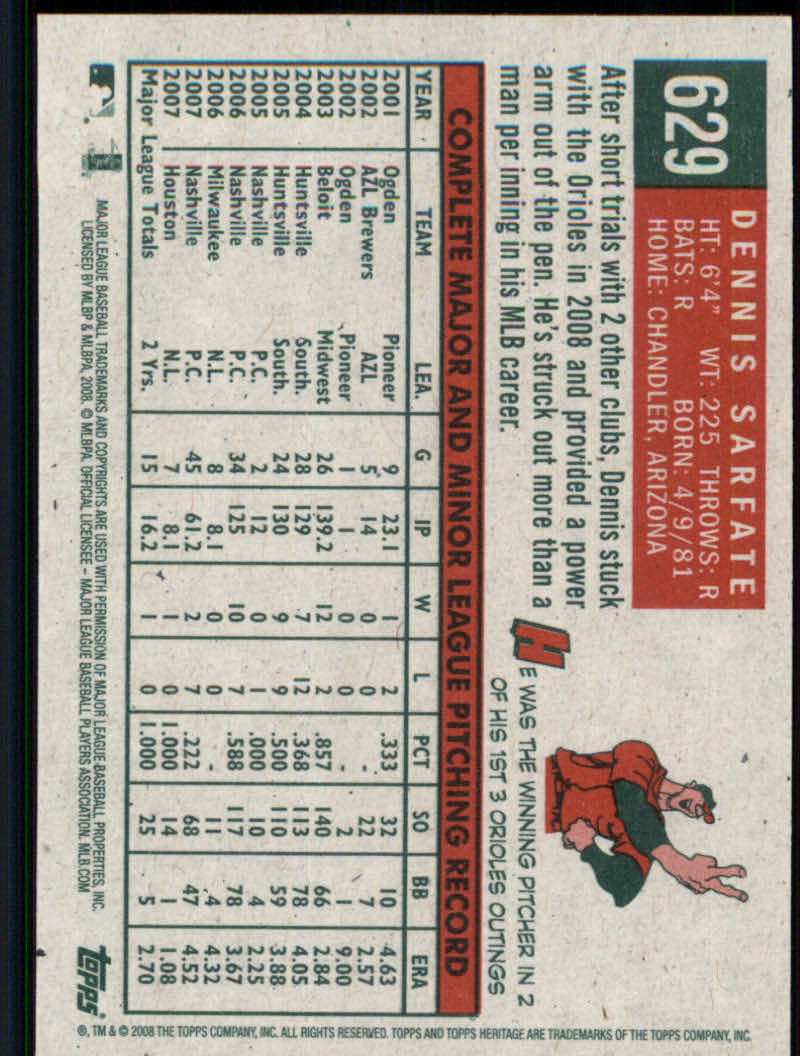 629
DENNIS SARFATE
HT: 6'4" WT: 225 THROWS: R
BATS: R BORN: 4/9/81
HOME: CHANDLER, ARIZONA
After short trials with 2 other clubs, Dennis stuck
with the Orioles in 2008 and provided a power
arm out of the pen. He's struck out more than a
man per inning in his MLB career.
HE WAS THE WINNING PITCHER IN 2
OF HIS 1ST 3 ORIOLES OUTINGS
COMPLETE MAJOR AND MINOR LEAGUE PITCHING RECORD
YEAR TEAM LEA. G IP W L PCT SO BB ERA
2001 Ogden Pioneer 9 23.1 1 2 .333 32 10 4.63
2002 AZL Brewers AZL 5 14 0 0 - 22 7 2.57
2002 Ogden Pioneer 1 1 0 0 - 2 1 9.00
2003 Beloit Midwest 26 139.2 12 2 .857 140 66 2.84
2004 Huntsville South. 28 129 7 12 .368 113 78 4.05
2005 Huntsville South. 24 130 9 9 .500 110 59 3.88
2005 Nashville P.C. 2 12 0 1 .000 10 4 2.25
2006 Nashville P.C. 34 125 10 7 .588 117 78 3.67
2006 Milwaukee N.L. 8 8.1 0 0 - 11 4 4.32
2007 Nashville P.C. 45 61.2 2 7 .222 68 47 4.52
2007 Houston N.L. 7 8.1 1 0 1.000 14 1 1.08
Major League Totals 2 Yrs. 15 16.2 1 0 1.000 25 5 2.70
MAJOR LEAGUE BASEBALL TRADEMARKS AND COPYRIGHTS ARE USED WITH PERMISSION OF MAJOR LEAGUE BASEBALL PROPERTIES, INC.
LICENSED BY MLBP & MLBPA, 2008. © MLBPA. OFFICIAL LICENSEE – MAJOR LEAGUE BASEBALL PLAYERS ASSOCIATION. MLB.COM
topps
®, TM & © 2008 THE TOPPS COMPANY, INC. ALL RIGHTS RESERVED. TOPPS AND TOPPS HERITAGE ARE TRADEMARKS OF THE TOPPS COMPANY, INC.